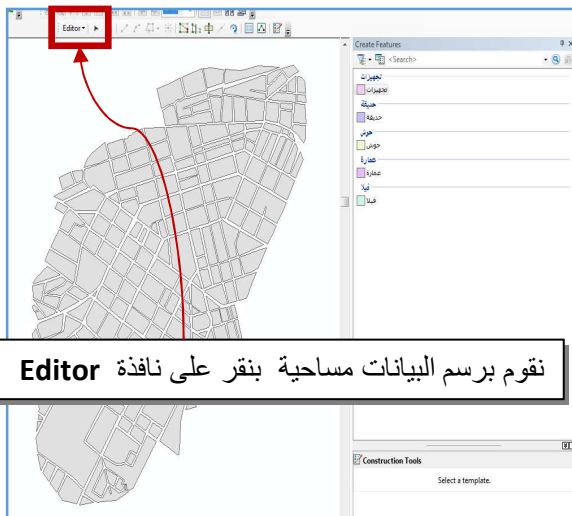 Editor
Create Features
<Search>
تجهيزات
تجهيزات
حديقة
حديقة
حوش
حوش
عمارة
عمارة
فيلا
فيلا
نقوم برسم البيانات مساحية بنقر على نافذة Editor
Construction Tools
Select a template.